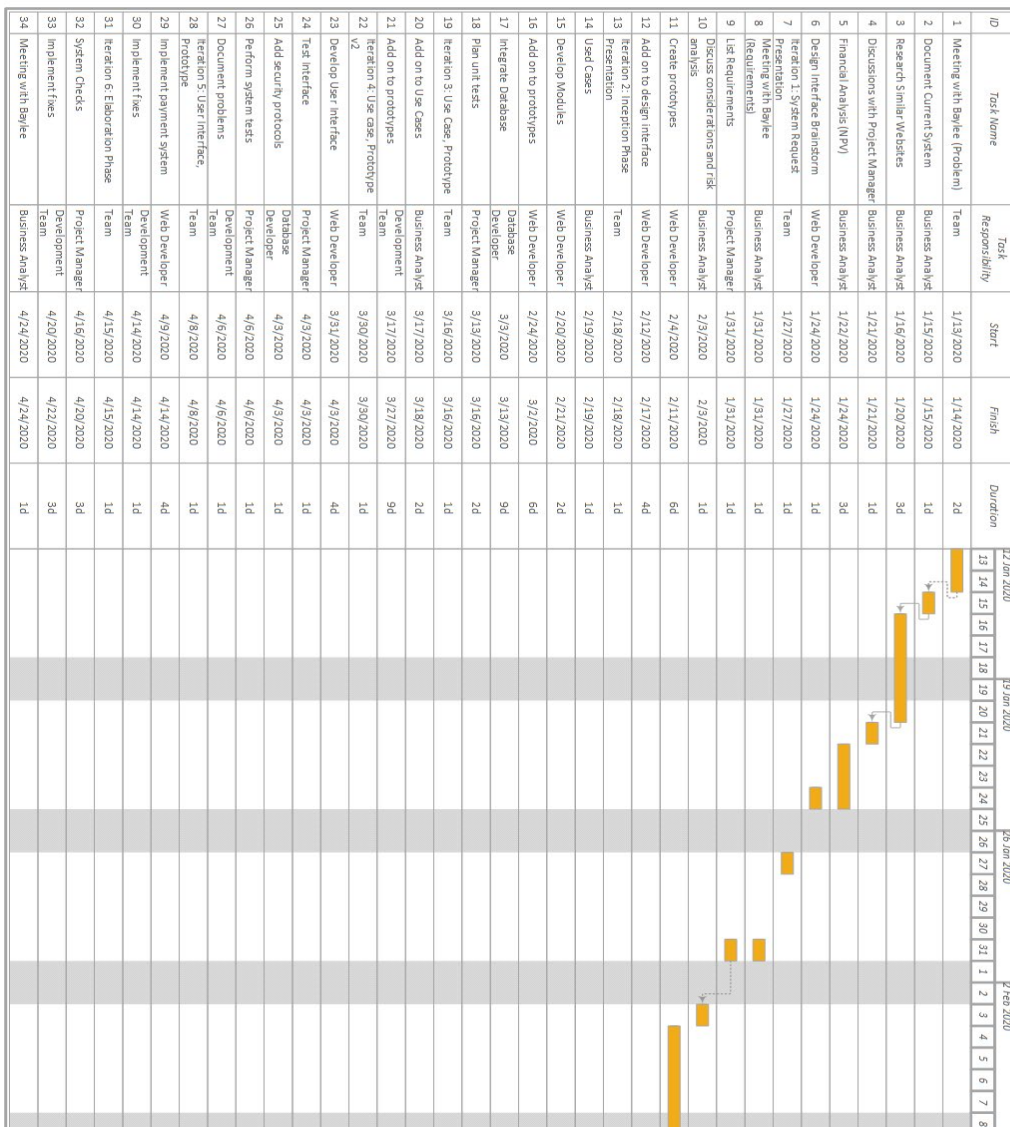 ID Task Name Task Responsibility Start Finish Duration
12 Jan 2020 19 Jan 2020 26 Jan 2020 2 Feb 2020
13 14 15 16 17 18 19 20 21 22 23 24 25 26 27 28 29 30 31 1 2 3 4 5 6 7 8
1 Meeting with Baylee (Problem) Team 1/13/2020 1/14/2020 2d
2 Document Current System Business Analyst 1/15/2020 1/15/2020 1d
3 Research Similar Websites Business Analyst 1/16/2020 1/20/2020 3d
4 Discussions with Project Manager Business Analyst 1/21/2020 1/21/2020 1d
5 Financial Analysis (NPV) Business Analyst 1/22/2020 1/24/2020 3d
6 Design Interface Brainstorm Web Developer 1/24/2020 1/24/2020 1d
7 Iteration 1: System Request Presentation Team 1/27/2020 1/27/2020 1d
8 Meeting with Baylee (Requirements) Business Analyst 1/31/2020 1/31/2020 1d
9 List Requirements Project Manager 1/31/2020 1/31/2020 1d
10 Discuss considerations and risk analysis Business Analyst 2/3/2020 2/3/2020 1d
11 Create prototypes Web Developer 2/4/2020 2/11/2020 6d
12 Add on to design interface Web Developer 2/12/2020 2/17/2020 4d
13 Iteration 2: Inception Phase Presentation Team 2/18/2020 2/18/2020 1d
14 Used Cases Business Analyst 2/19/2020 2/19/2020 1d
15 Develop Modules Web Developer 2/20/2020 2/21/2020 2d
16 Add on to prototypes Web Developer 2/24/2020 3/2/2020 6d
17 Integrate Database Database Developer 3/3/2020 3/13/2020 9d
18 Plan unit tests Project Manager 3/13/2020 3/16/2020 2d
19 Iteration 3: Use Case, Prototype Team 3/16/2020 3/16/2020 1d
20 Add on to Use Cases Business Analyst 3/17/2020 3/18/2020 2d
21 Add on to prototypes Development Team 3/17/2020 3/27/2020 9d
22 Iteration 4: Use case, Prototype v2 Team 3/30/2020 3/30/2020 1d
23 Develop User Interface Web Developer 3/31/2020 4/3/2020 4d
24 Test Interface Project Manager 4/3/2020 4/3/2020 1d
25 Add security protocols Database Developer 4/3/2020 4/3/2020 1d
26 Perform system tests Project Manager 4/6/2020 4/6/2020 1d
27 Document problems Development Team 4/6/2020 4/6/2020 1d
28 Iteration 5: User Interface, Prototype Team 4/8/2020 4/8/2020 1d
29 Implement payment system Web Developer 4/9/2020 4/14/2020 4d
30 Implement fixes Development Team 4/14/2020 4/14/2020 1d
31 Iteration 6: Elaboration Phase Team 4/15/2020 4/15/2020 1d
32 System Checks Project Manager 4/16/2020 4/20/2020 3d
33 Implement fixes Development Team 4/20/2020 4/22/2020 3d
34 Meeting with Baylee Business Analyst 4/24/2020 4/24/2020 1d